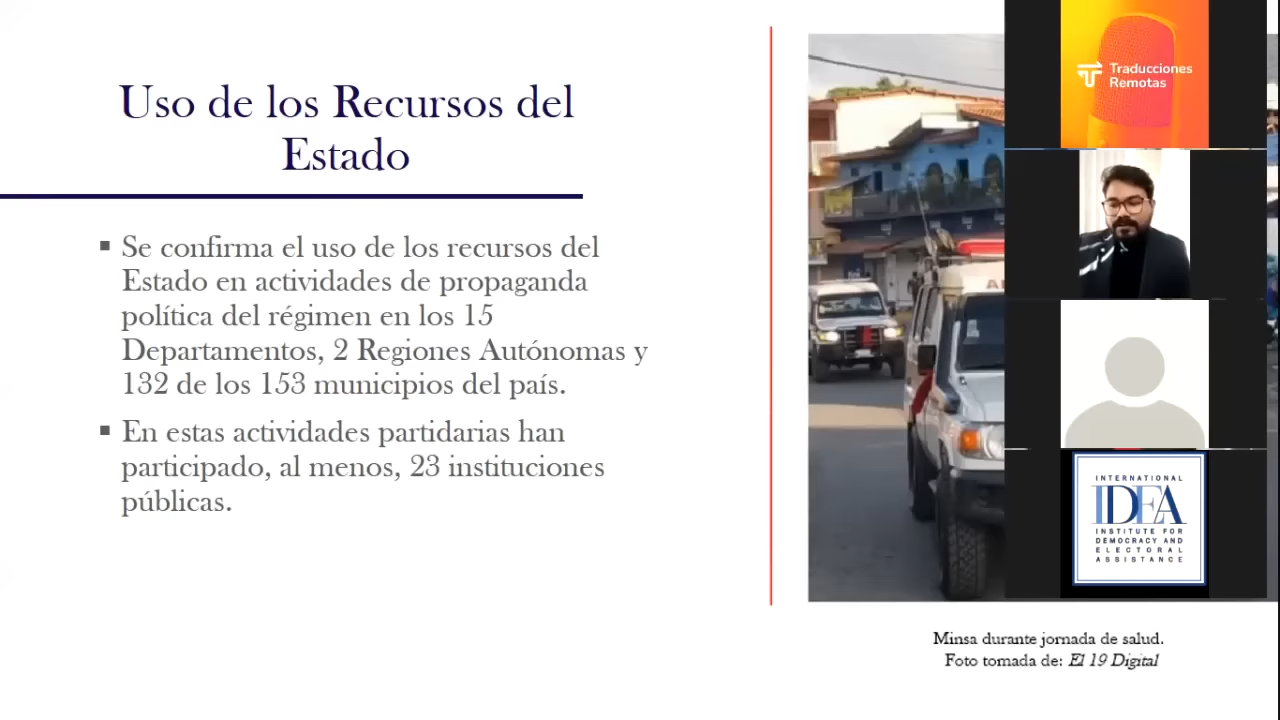 Uso de los Recursos del
Estado
▪ Se confirma el uso de los recursos del
Estado en actividades de propaganda
política del régimen en los 15
Departamentos, 2 Regiones Autónomas y
132 de los 153 municipios del país.
▪ En estas actividades partidarias han
participado, al menos, 23 instituciones
públicas.
Minsa durante jornada de salud.
Foto tomada de: El 19 Digital
Traducciones
Remotas
INTERNATIONAL
IDEA
INSTITUTE FOR
DEMOCRACY AND
ELECTORAL
ASSISTANCE